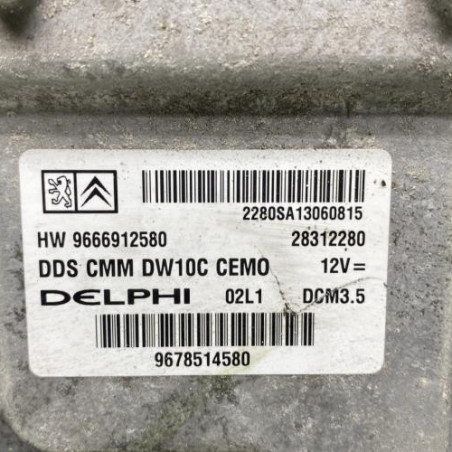 2280SA13060815
HW 9666912580 28312280
DDS CMM DW10C CEMO 12V=
DELPHI 02L1 DCM3.5
9678514580